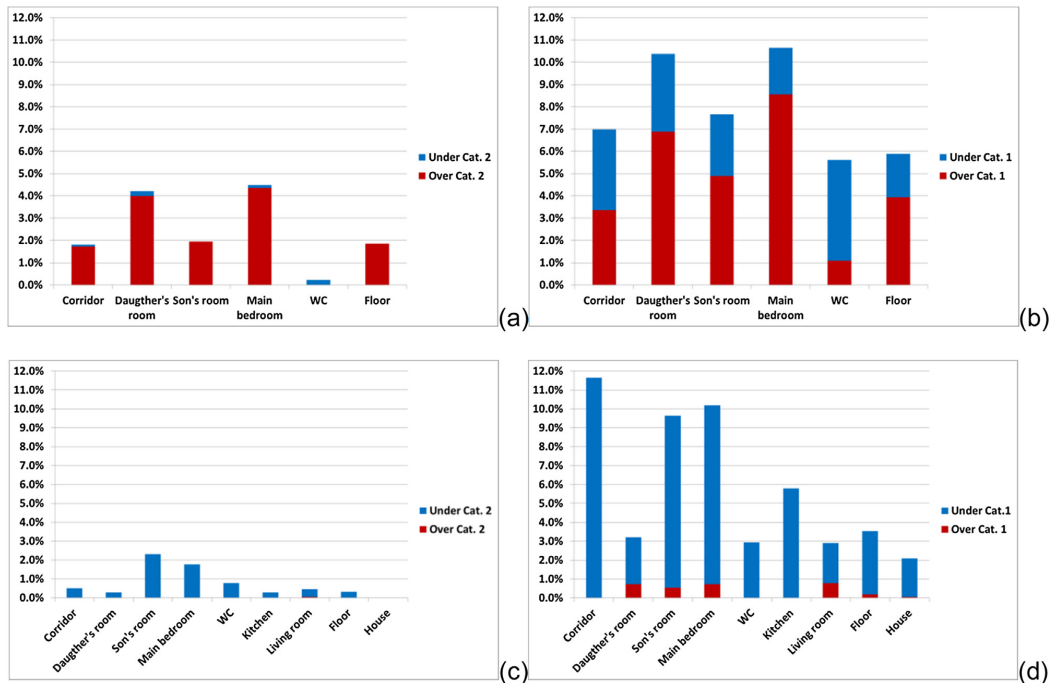 12.0%
11.0%
10.0%
9.0%
8.0%
7.0%
6.0%
5.0%
4.0%
3.0%
2.0%
1.0%
0.0%
Corridor Daugther's room Son's room Main bedroom WC Floor
Under Cat. 2
Over Cat. 2
(a)
12.0%
11.0%
10.0%
9.0%
8.0%
7.0%
6.0%
5.0%
4.0%
3.0%
2.0%
1.0%
0.0%
Corridor Daugther's room Son's room Main bedroom WC Floor
Under Cat. 1
Over Cat. 1
(b)
12.0%
11.0%
10.0%
9.0%
8.0%
7.0%
6.0%
5.0%
4.0%
3.0%
2.0%
1.0%
0.0%
Corridor
Daugther's room
Son's room
Main bedroom
WC
Kitchen
Living room
Floor
House
Under Cat. 2
Over Cat. 2
(c)
12.0%
11.0%
10.0%
9.0%
8.0%
7.0%
6.0%
5.0%
4.0%
3.0%
2.0%
1.0%
0.0%
Corridor
Daugther's room
Son's room
Main bedroom
WC
Kitchen
Living room
Floor
House
Under Cat.1
Over Cat. 1
(d)